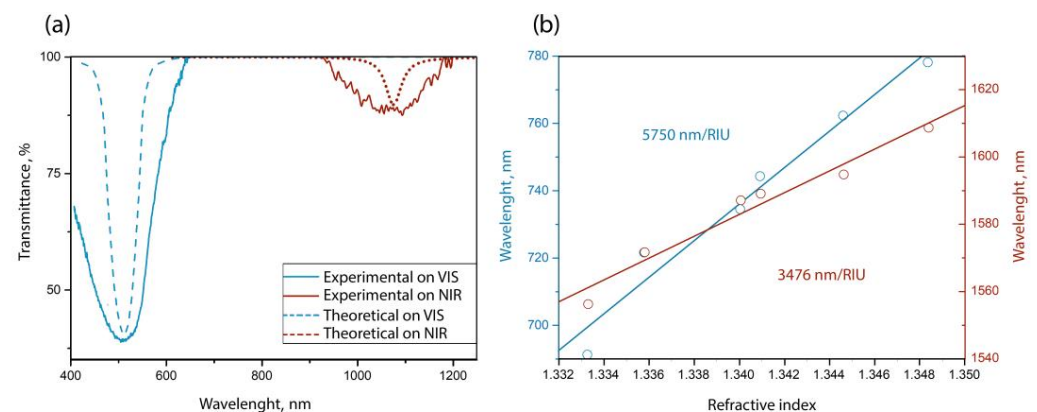 (a)
100
75
50
Transmittance, %
400
600
800
1000
1200
Wavelenght, nm
Experimental on VIS
Experimental on NIR
Theoretical on VIS
Theoretical on NIR
(b)
780
760
740
720
700
Wavelenght, nm
5750 nm/RIU
3476 nm/RIU
1620
1600
1580
1560
1540
Wavelenght, nm
1.332
1.334
1.336
1.338
1.340
1.342
1.344
1.346
1.348
1.350
Refractive index